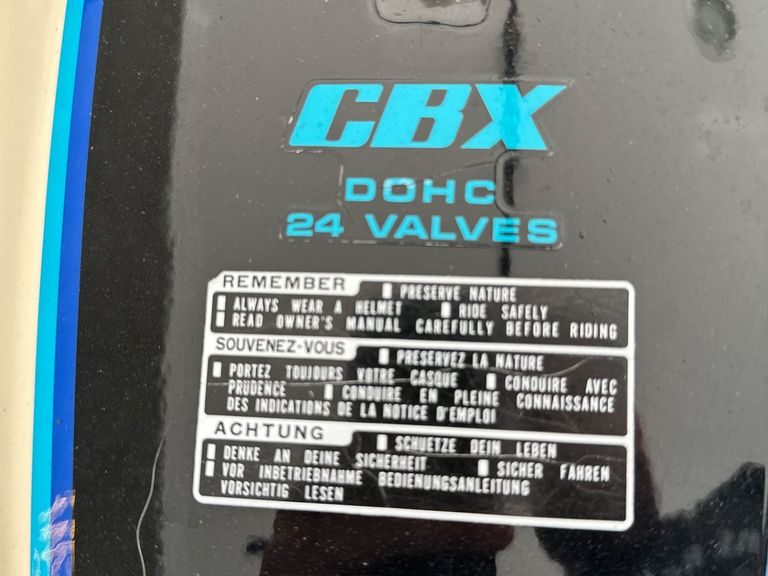 CBX
DOHC
24 VALVES
REMEMBER ▮ PRESERVE NATURE
▮ ALWAYS WEAR A HELMET ▮ RIDE SAFELY
▮ READ OWNER'S MANUAL CAREFULLY BEFORE RIDING
SOUVENEZ-VOUS ▮ PRESERVEZ LA NATURE
▮ PORTEZ TOUJOURS VOTRE CASQUE ▮ CONDUIRE AVEC
PRUDENCE ▮ CONDUIRE EN PLEINE CONNAISSANCE
DES INDICATIONS DE LA NOTICE D'EMPLOI
ACHTUNG ▮ SCHUETZE DEIN LEBEN
▮ DENKE AN DEINE SICHERHEIT ▮ SICHER FAHREN
▮ VOR INBETRIEBNAHME BEDIENUNGSANLEITUNG
VORSICHTIG LESEN